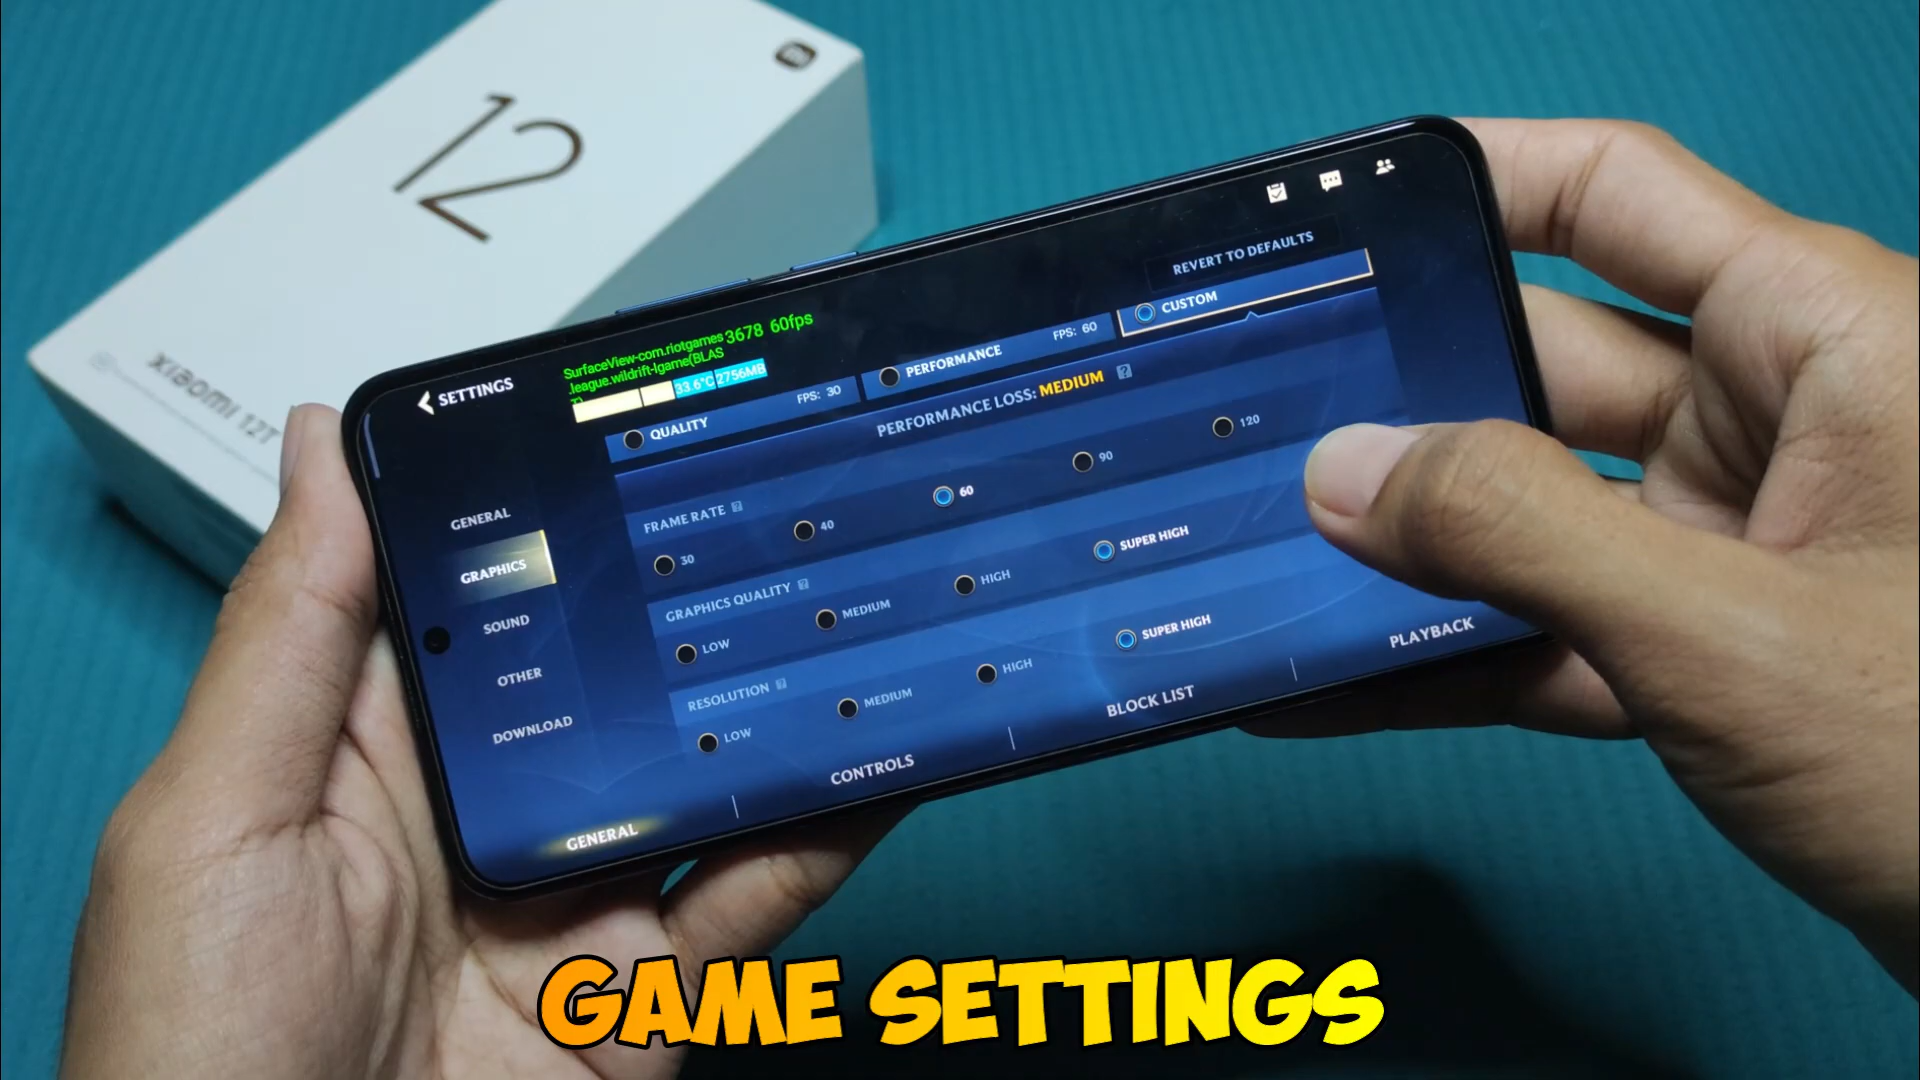 12
xiaomi 12T
SETTINGS
SurfaceView-com.riotgames 3678 60fps
.league.wildrift-lgame(BLAS
T)
33.6°C 2756MB
REVERT TO DEFAULTS
QUALITY FPS: 30
PERFORMANCE FPS: 60
CUSTOM
PERFORMANCE LOSS: MEDIUM ?
GENERAL
GRAPHICS
SOUND
OTHER
DOWNLOAD
FRAME RATE ?
30 40 60 90 120
GRAPHICS QUALITY ?
LOW MEDIUM HIGH SUPER HIGH
RESOLUTION ?
LOW MEDIUM HIGH SUPER HIGH
GENERAL CONTROLS BLOCK LIST PLAYBACK
GAME SETTINGS